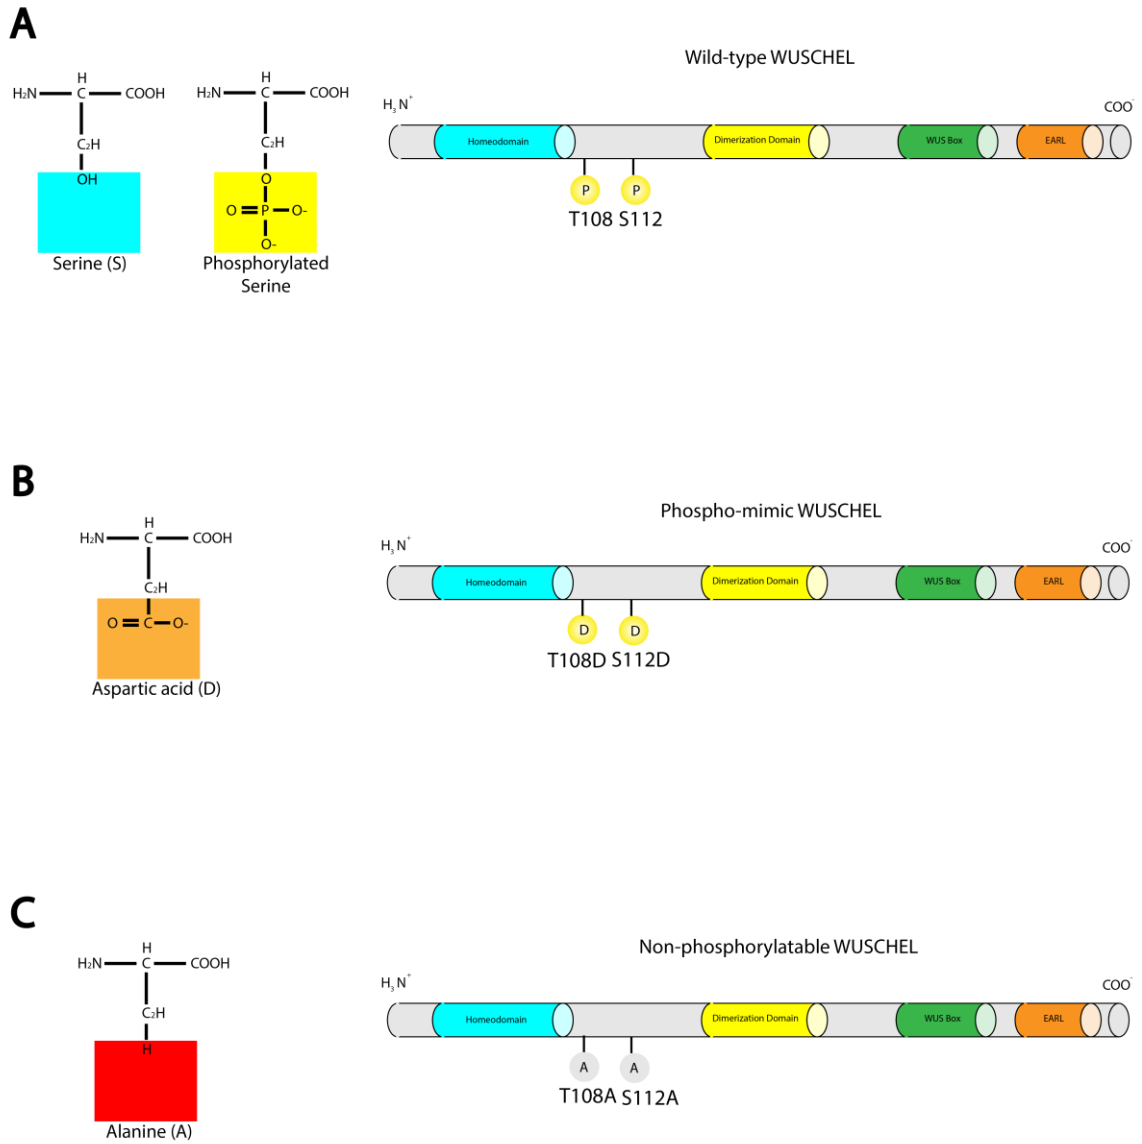 A
Wild-type WUSCHEL
H
H₂N C COOH
C₂H
OH
Serine (S)
H
H₂N C COOH
C₂H
O
O P O-
O-
Phosphorylated
Serine
H₃N⁺
COO⁻
Homeodomain
Dimerization Domain
WUS Box
EARL
P
P
T108
S112
B
Phospho-mimic WUSCHEL
H
H₂N C COOH
C₂H
O C O-
Aspartic acid (D)
H₃N⁺
COO⁻
Homeodomain
Dimerization Domain
WUS Box
EARL
D
D
T108D
S112D
C
Non-phosphorylatable WUSCHEL
H
H₂N C COOH
C₂H
H
Alanine (A)
H₃N⁺
COO⁻
Homeodomain
Dimerization Domain
WUS Box
EARL
A
A
T108A
S112A